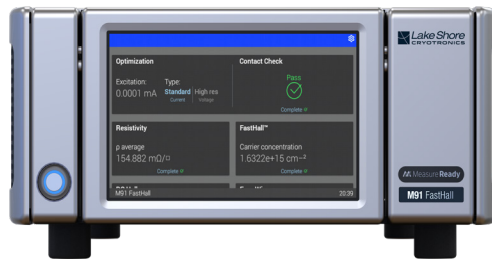 Lake Shore
CRYOTRONICS
Optimization
Excitation:
0.0001 mA
Type:
Standard
Current
High res
Voltage
Contact Check
Pass
Complete
Resistivity
ρ average
154.882 mΩ/□
Complete
FastHall™
Carrier concentration
1.6322e+15 cm⁻²
Complete
M91 FastHall
20:39
MeasureReady
M91 FastHall